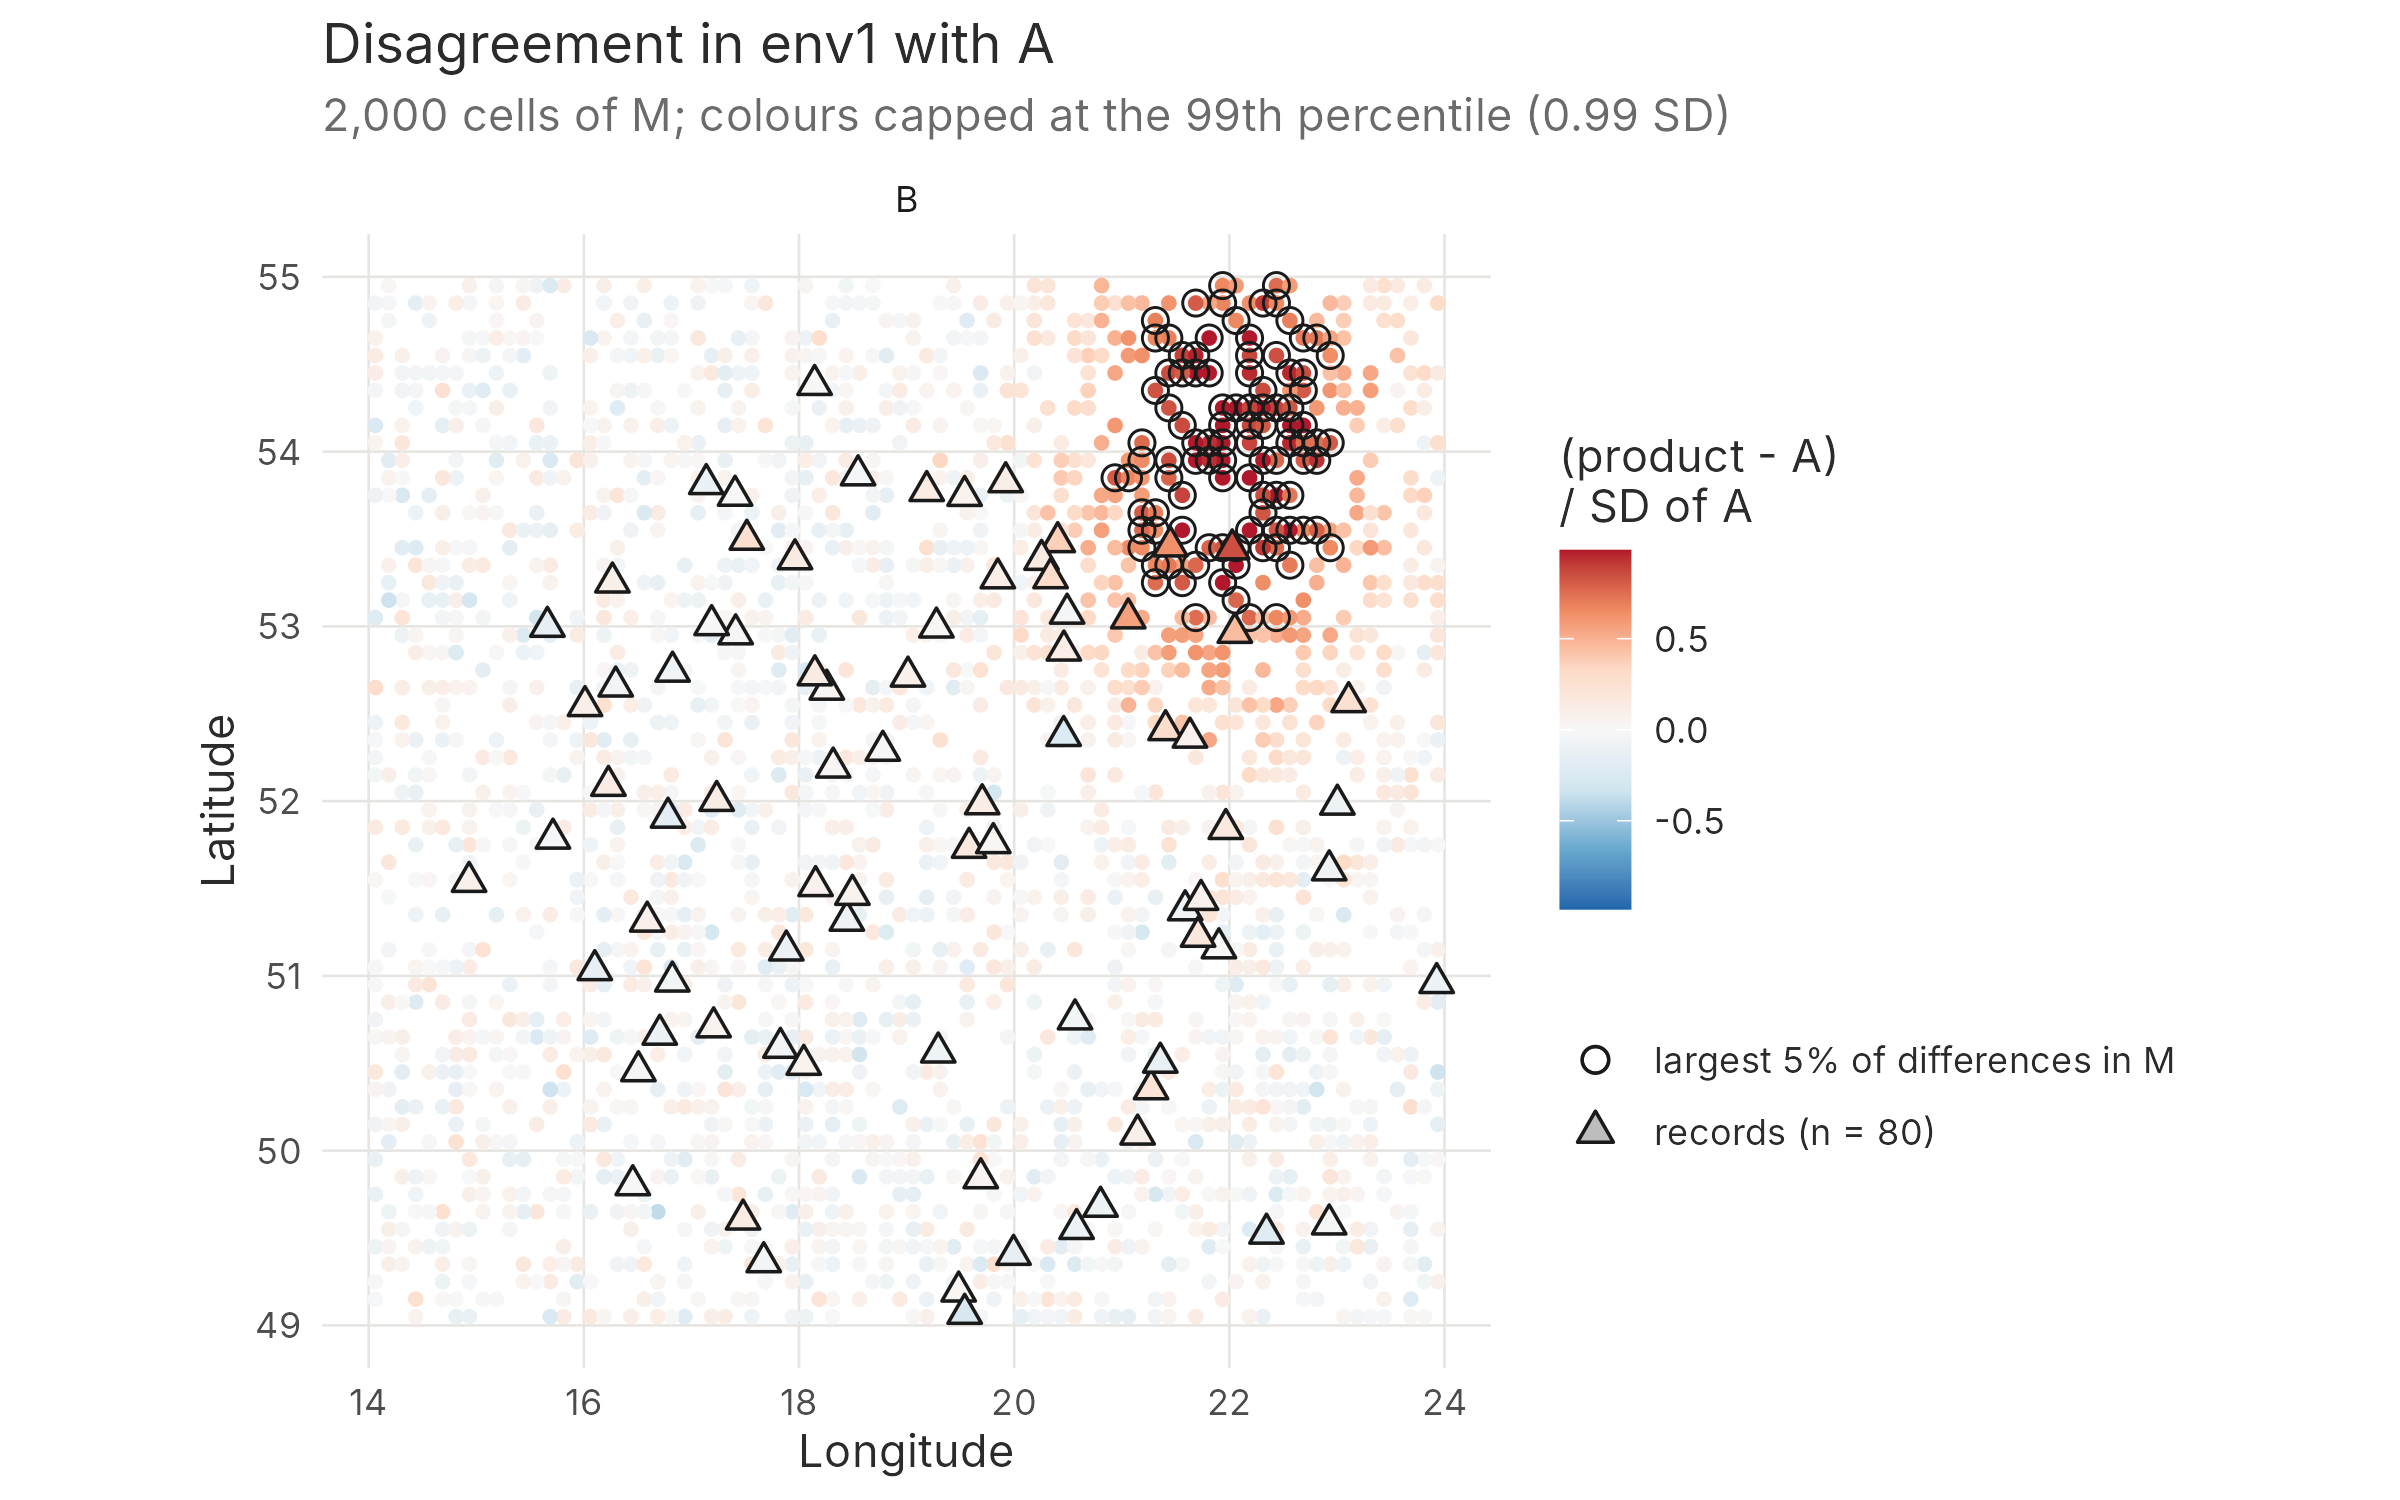 Disagreement in env1 with A
2,000 cells of M; colours capped at the 99th percentile (0.99 SD)
B
55
54
53
52
51
50
49
Latitude
14 16 18 20 22 24
Longitude
(product - A)
/ SD of A
0.5
0.0
-0.5
largest 5% of differences in M
records (n = 80)